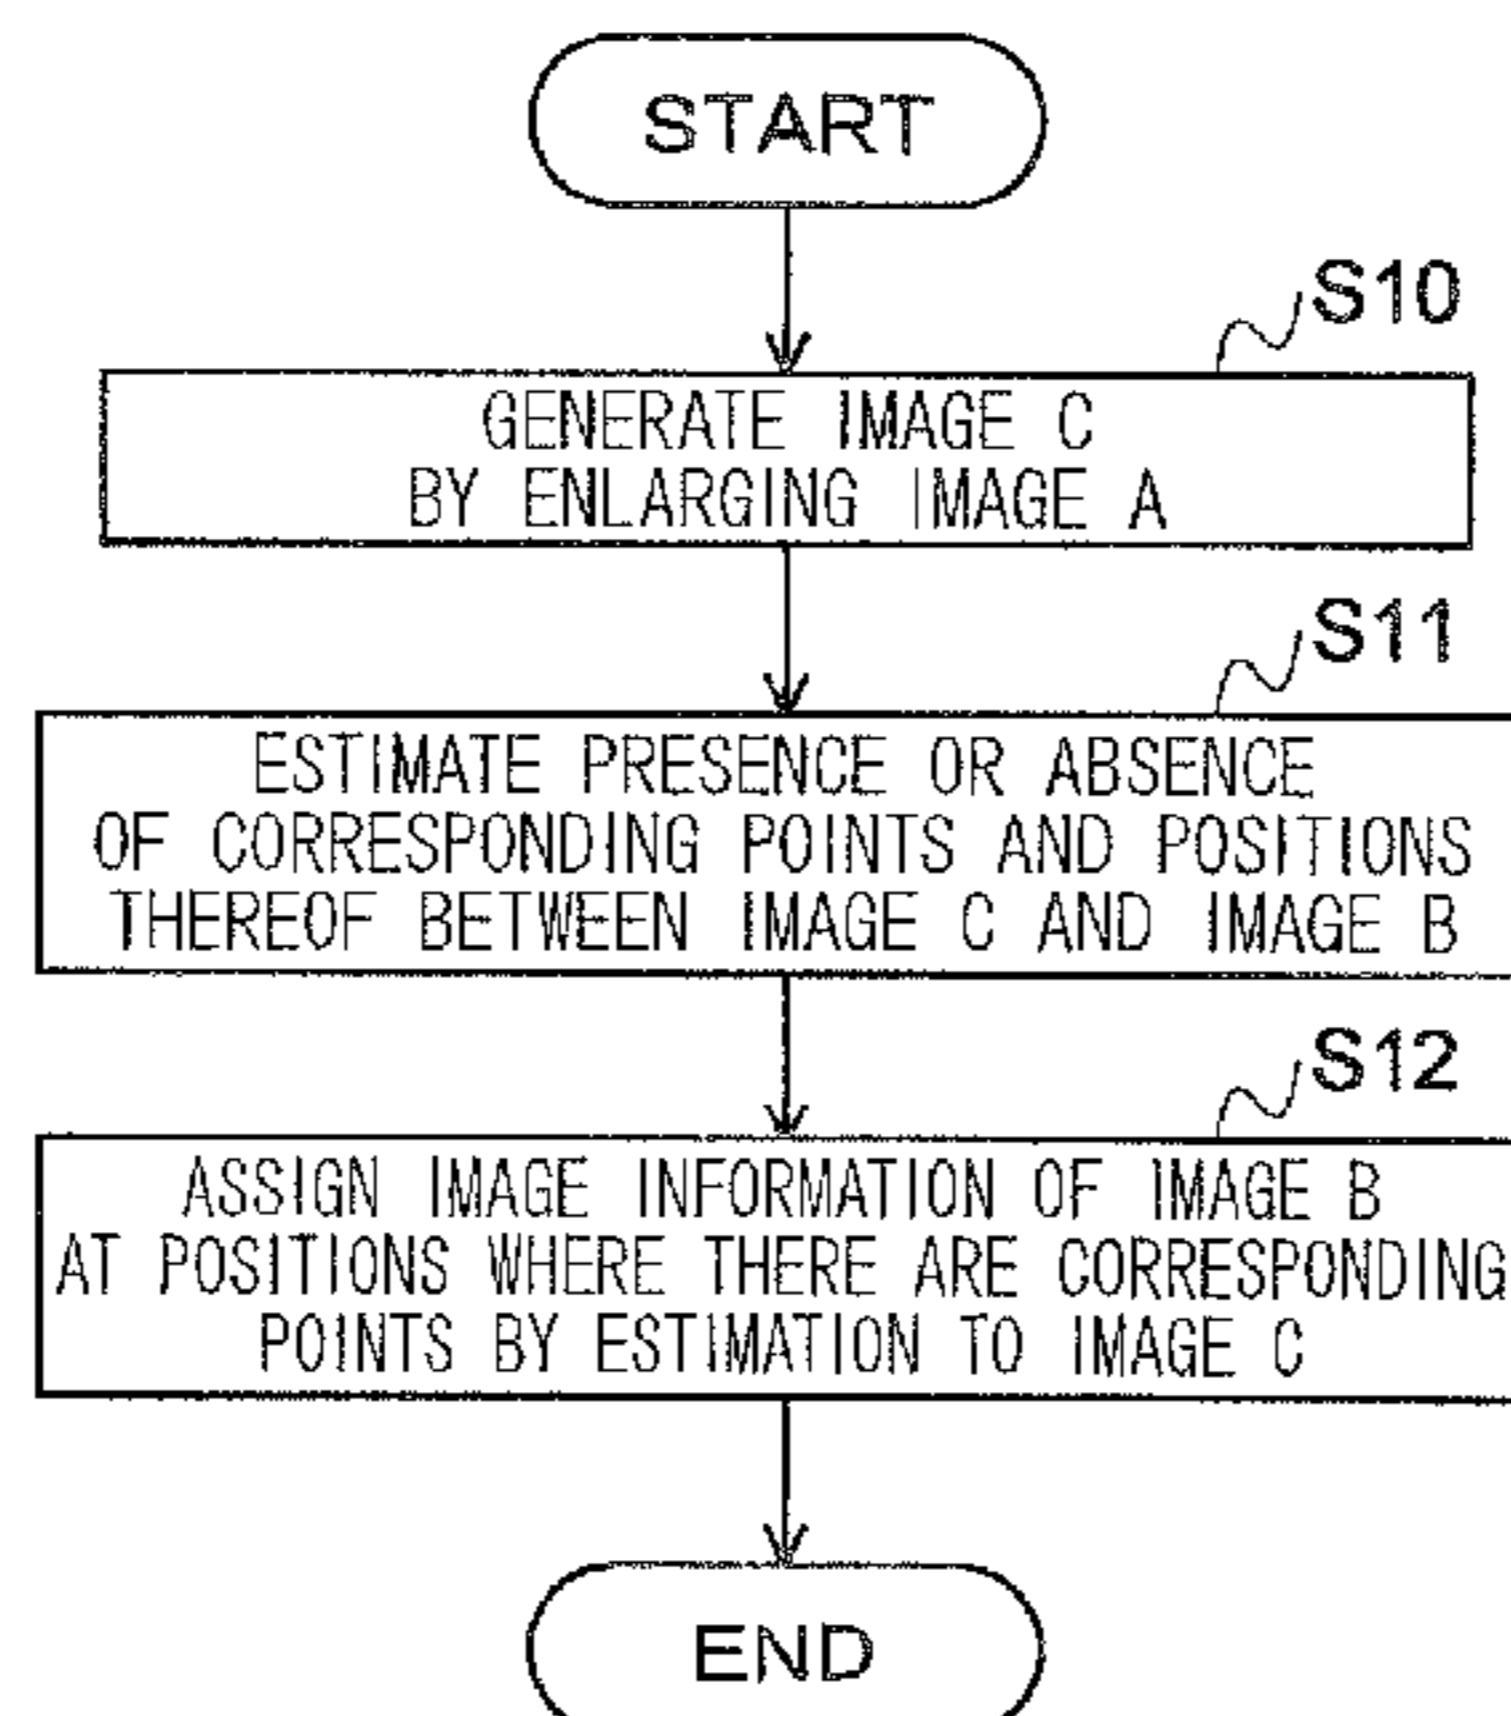 START
S10
GENERATE IMAGE C
BY ENLARGING IMAGE A
S11
ESTIMATE PRESENCE OR ABSENCE
OF CORRESPONDING POINTS AND POSITIONS
THEREOF BETWEEN IMAGE C AND IMAGE B
S12
ASSIGN IMAGE INFORMATION OF IMAGE B
AT POSITIONS WHERE THERE ARE CORRESPONDING
POINTS BY ESTIMATION TO IMAGE C
END